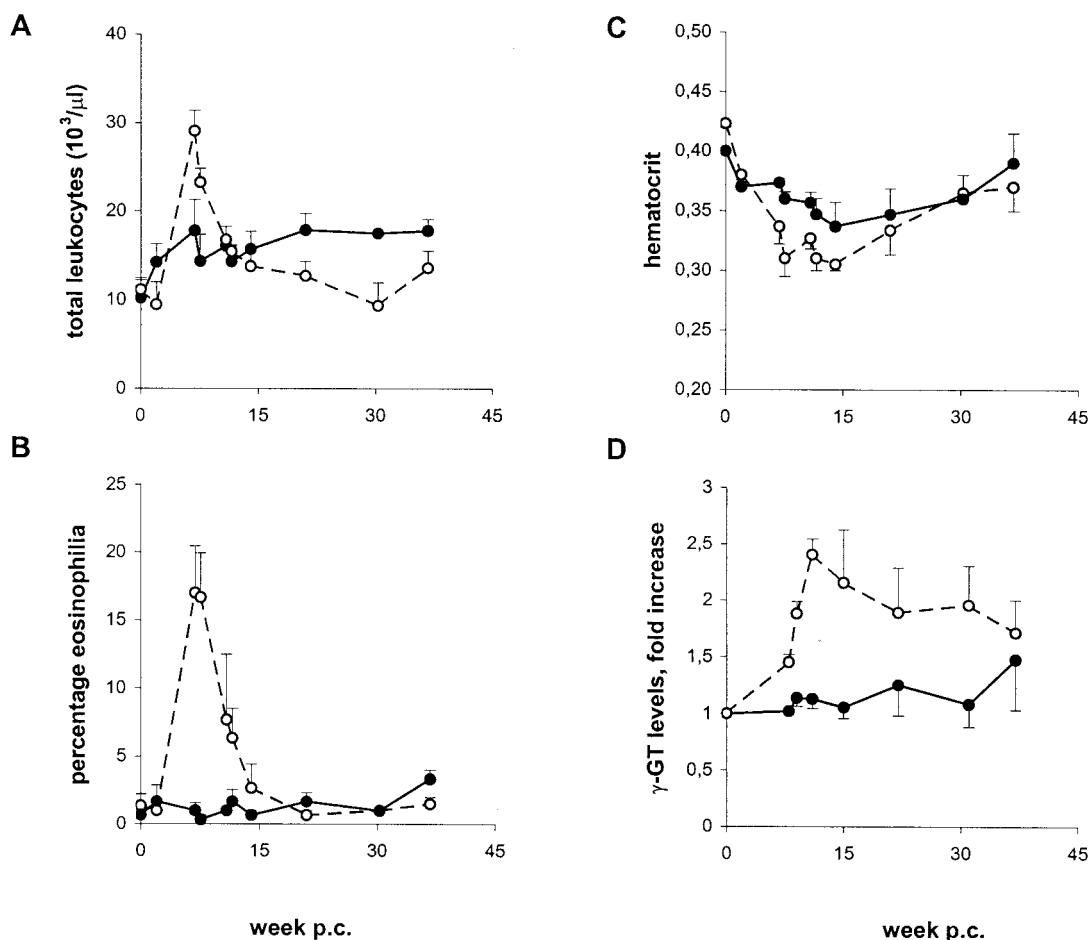 A
total leukocytes (10³/µl)
40
30
20
10
0
0 15 30 45
B
percentage eosinophilia
25
20
15
10
5
0
0 15 30 45
week p.c.
C
hematocrit
0,50
0,45
0,40
0,35
0,30
0,25
0,20
0 15 30 45
D
γ-GT levels, fold increase
3
2,5
2
1,5
1
0,5
0
0 15 30 45
week p.c.